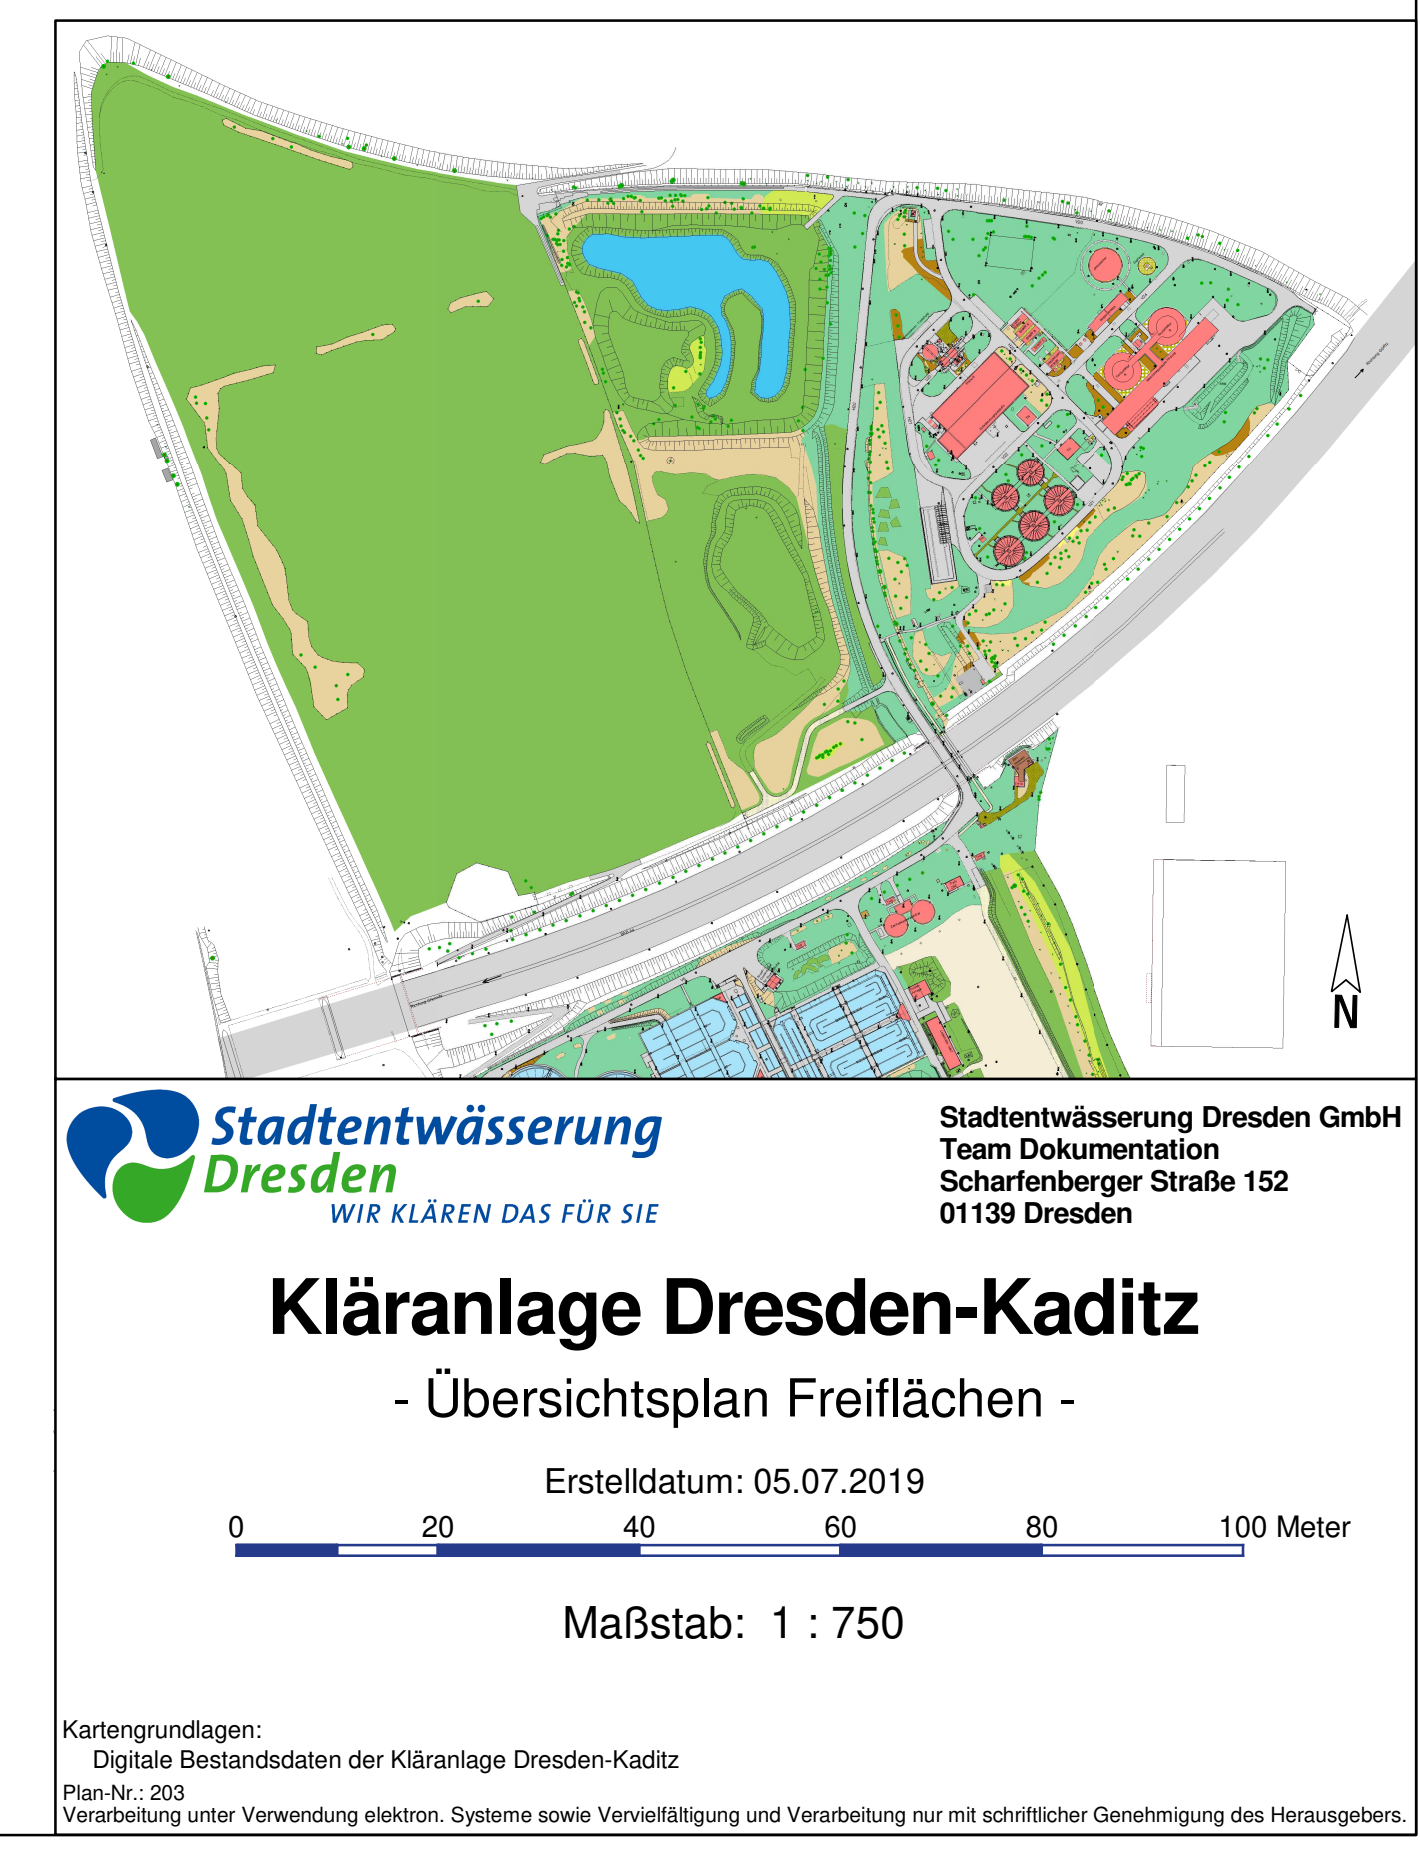 N
Stadtentwässerung
Dresden
WIR KLÄREN DAS FÜR SIE
Stadtentwässerung Dresden GmbH
Team Dokumentation
Scharfenberger Straße 152
01139 Dresden
Kläranlage Dresden-Kaditz
- Übersichtsplan Freiflächen -
Erstelldatum: 05.07.2019
0 20 40 60 80 100 Meter
Maßstab: 1 : 750
Kartengrundlagen:
Digitale Bestandsdaten der Kläranlage Dresden-Kaditz
Plan-Nr.: 203
Verarbeitung unter Verwendung elektron. Systeme sowie Vervielfältigung und Verarbeitung nur mit schriftlicher Genehmigung des Herausgebers.